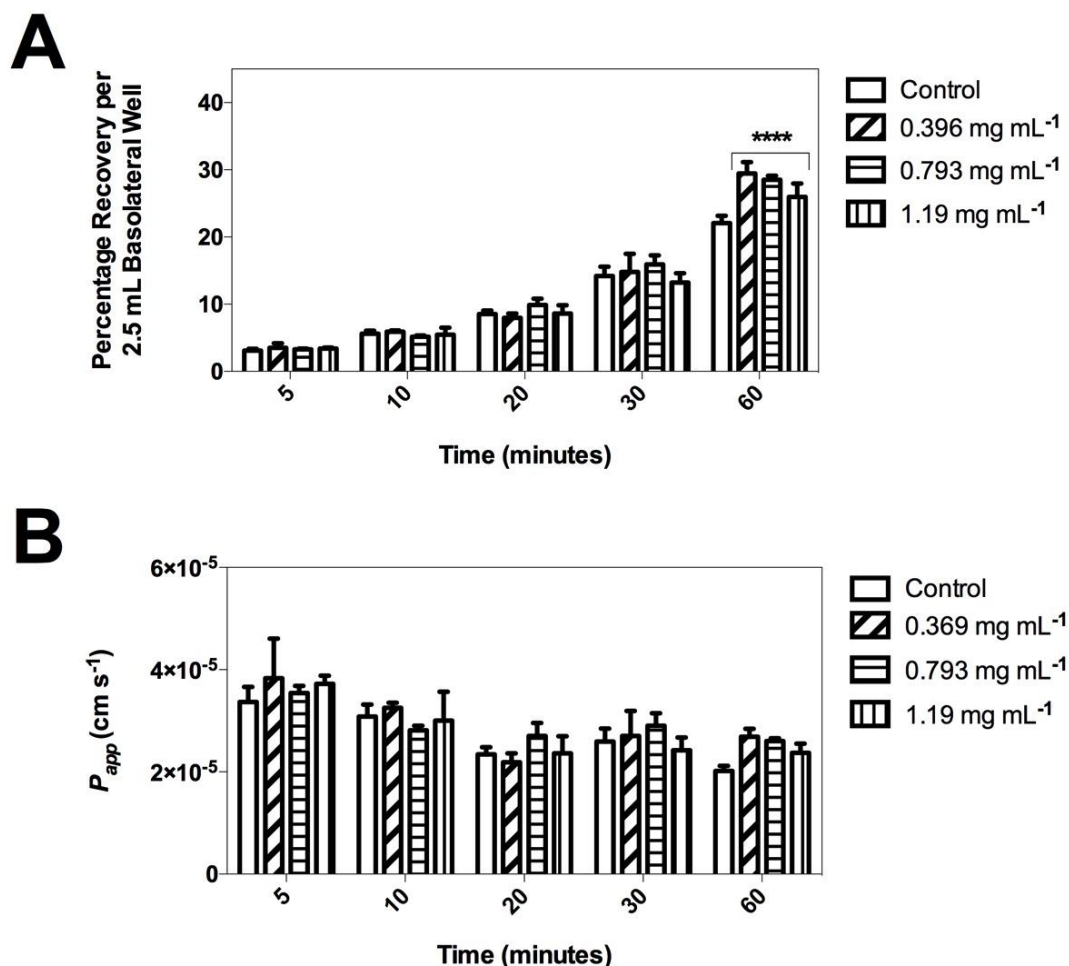 A
Percentage Recovery per
2.5 mL Basolateral Well
40
30
20
10
0
****
5
10
20
30
60
Time (minutes)
Control
0.396 mg mL⁻¹
0.793 mg mL⁻¹
1.19 mg mL⁻¹
B
P_app (cm s⁻¹)
6×10⁻⁵
4×10⁻⁵
2×10⁻⁵
0
5
10
20
30
60
Time (minutes)
Control
0.369 mg mL⁻¹
0.793 mg mL⁻¹
1.19 mg mL⁻¹